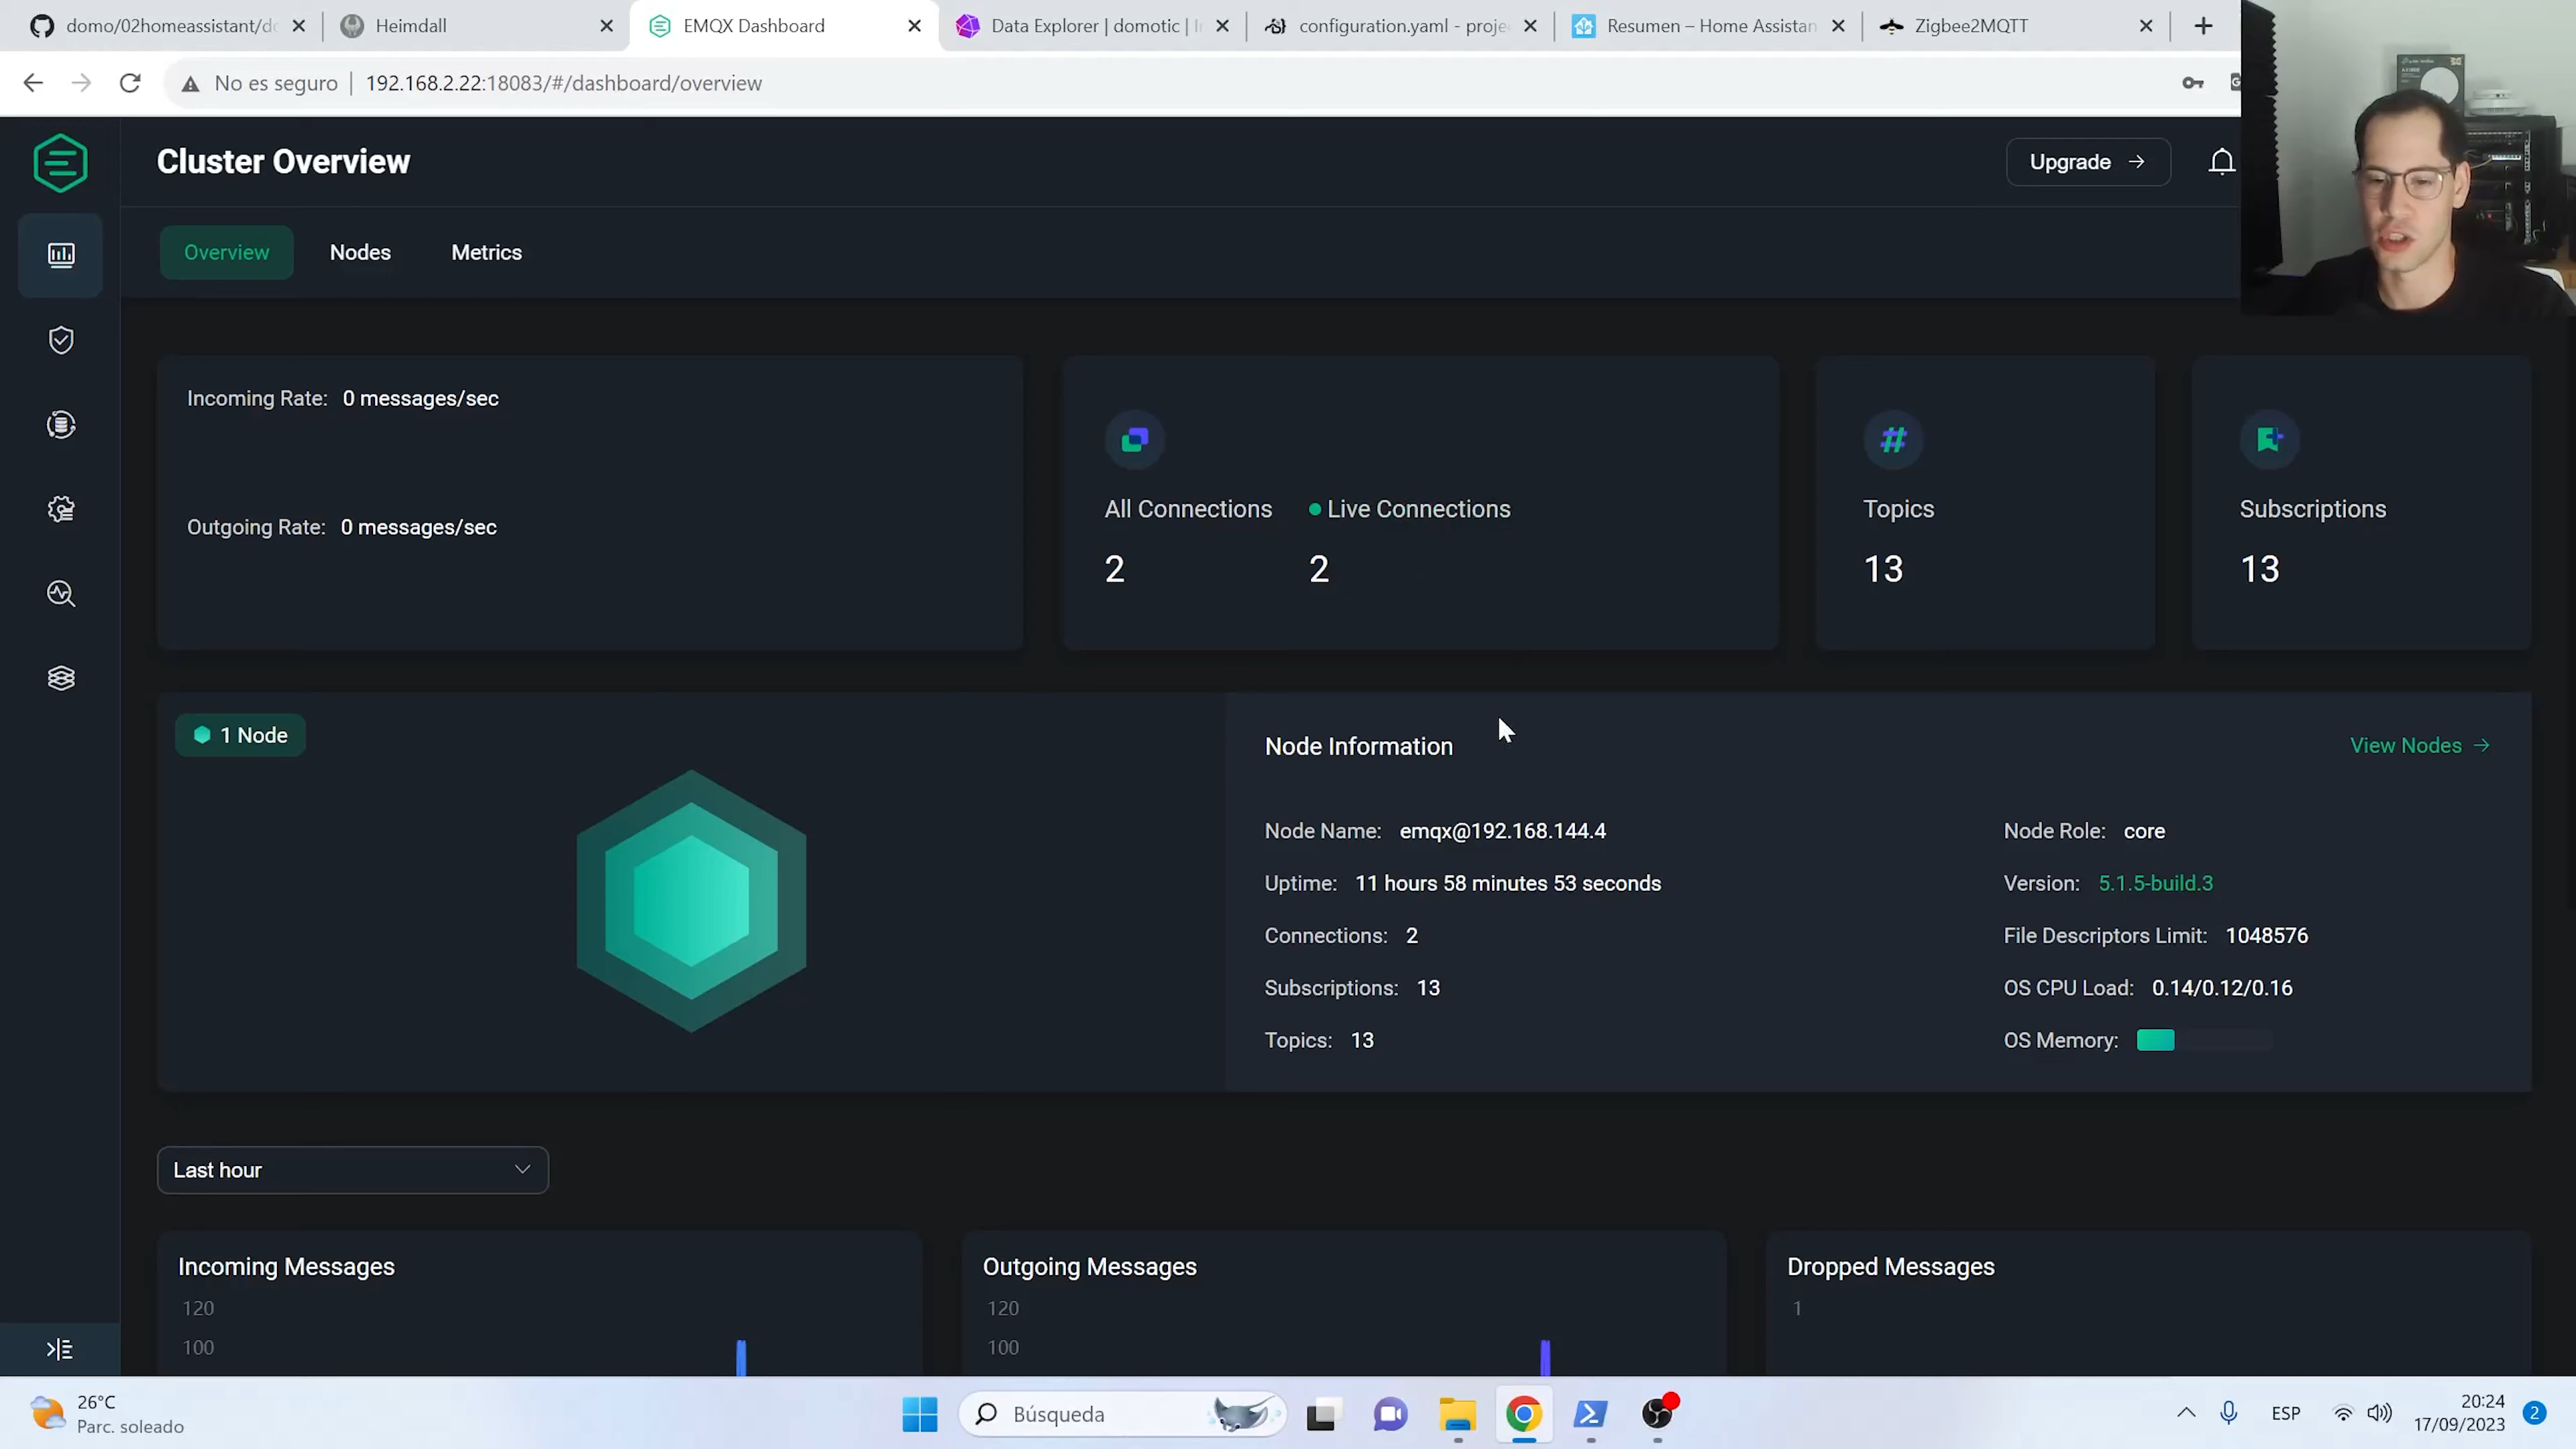 domo/02homeassistant/do
Heimdall
EMQX Dashboard
Data Explorer | domotic | In
configuration.yaml - projec
Resumen – Home Assistan
Zigbee2MQTT
No es seguro
192.168.2.22:18083/#/dashboard/overview
Cluster Overview
Upgrade
Overview
Nodes
Metrics
Incoming Rate: 0 messages/sec
Outgoing Rate: 0 messages/sec
All Connections
2
Live Connections
2
Topics
13
Subscriptions
13
1 Node
Node Information
View Nodes
Node Name: emqx@192.168.144.4
Node Role: core
Uptime: 11 hours 58 minutes 53 seconds
Version: 5.1.5-build.3
Connections: 2
File Descriptors Limit: 1048576
Subscriptions: 13
OS CPU Load: 0.14/0.12/0.16
Topics: 13
OS Memory:
Last hour
Incoming Messages
120
100
Outgoing Messages
120
100
Dropped Messages
1
26°C
Parc. soleado
Búsqueda
ESP
20:24
17/09/2023
2